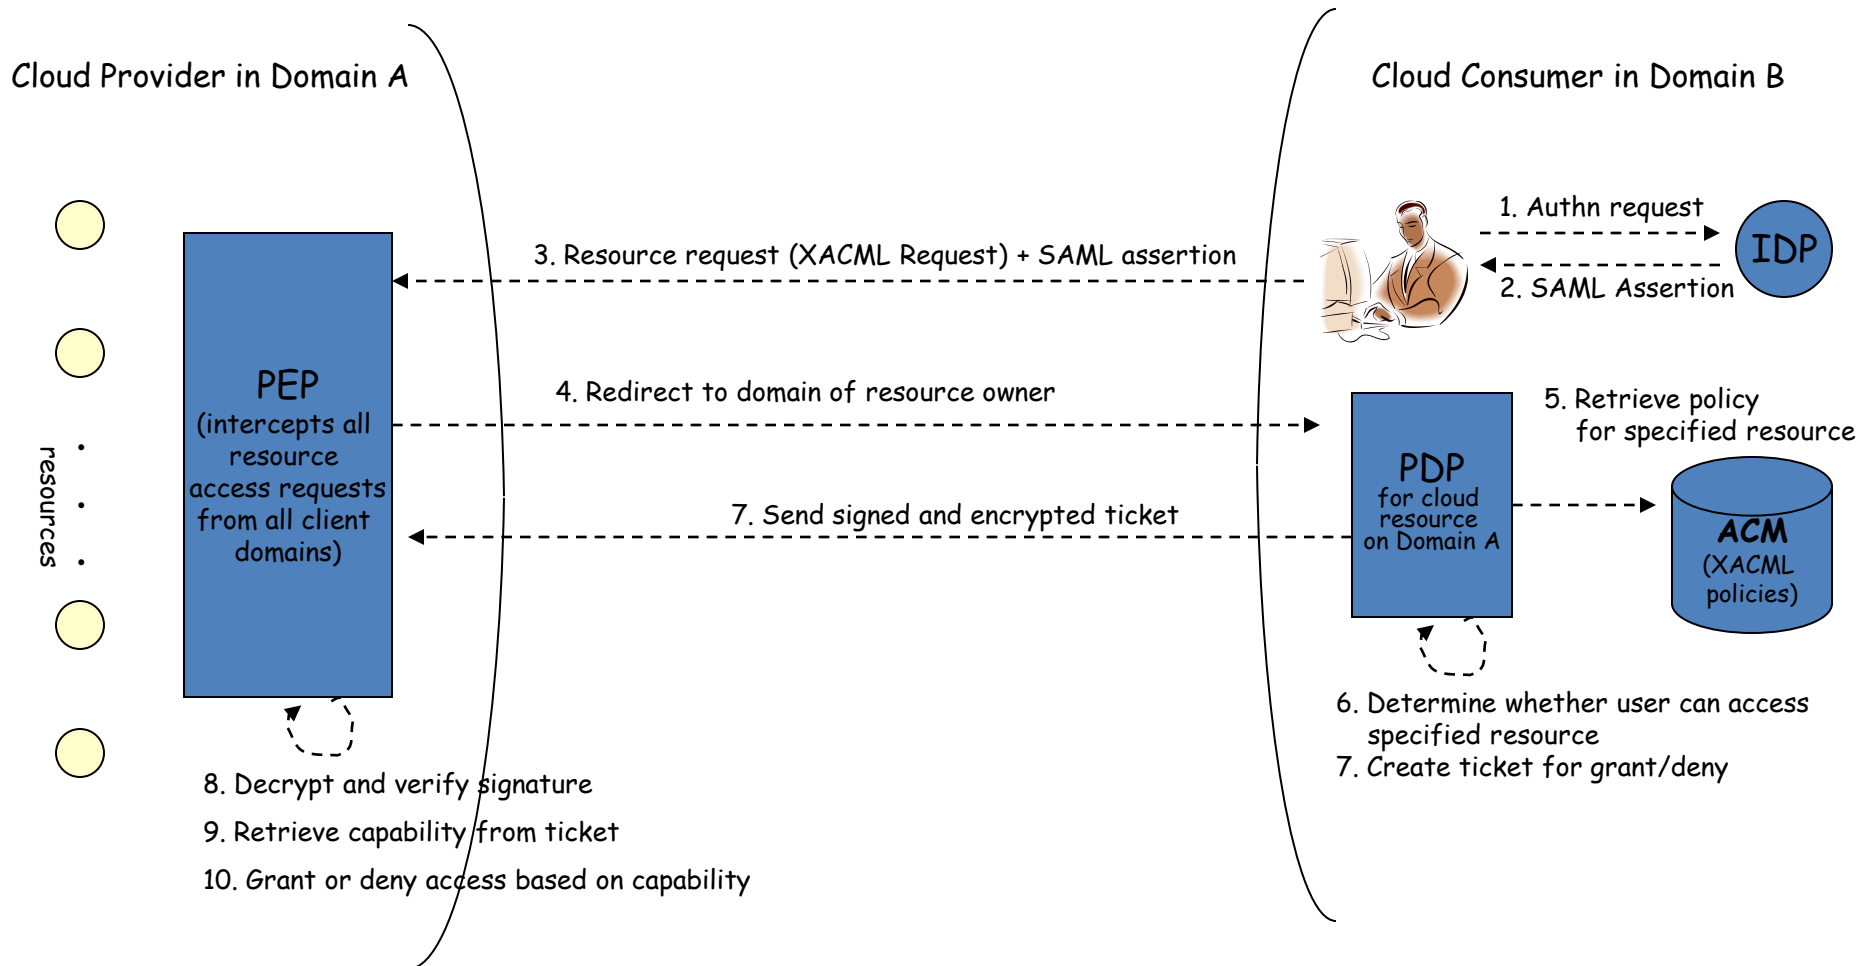 Cloud Provider in Domain A
Cloud Consumer in Domain B
1. Authn request
IDP
2. SAML Assertion
3. Resource request (XACML Request) + SAML assertion
PEP
(intercepts all
resource
access requests
from all client
domains)
resources
4. Redirect to domain of resource owner
5. Retrieve policy
for specified resource
PDP
for cloud
resource
on Domain A
ACM
(XACML
policies)
7. Send signed and encrypted ticket
6. Determine whether user can access
specified resource
7. Create ticket for grant/deny
8. Decrypt and verify signature
9. Retrieve capability from ticket
10. Grant or deny access based on capability